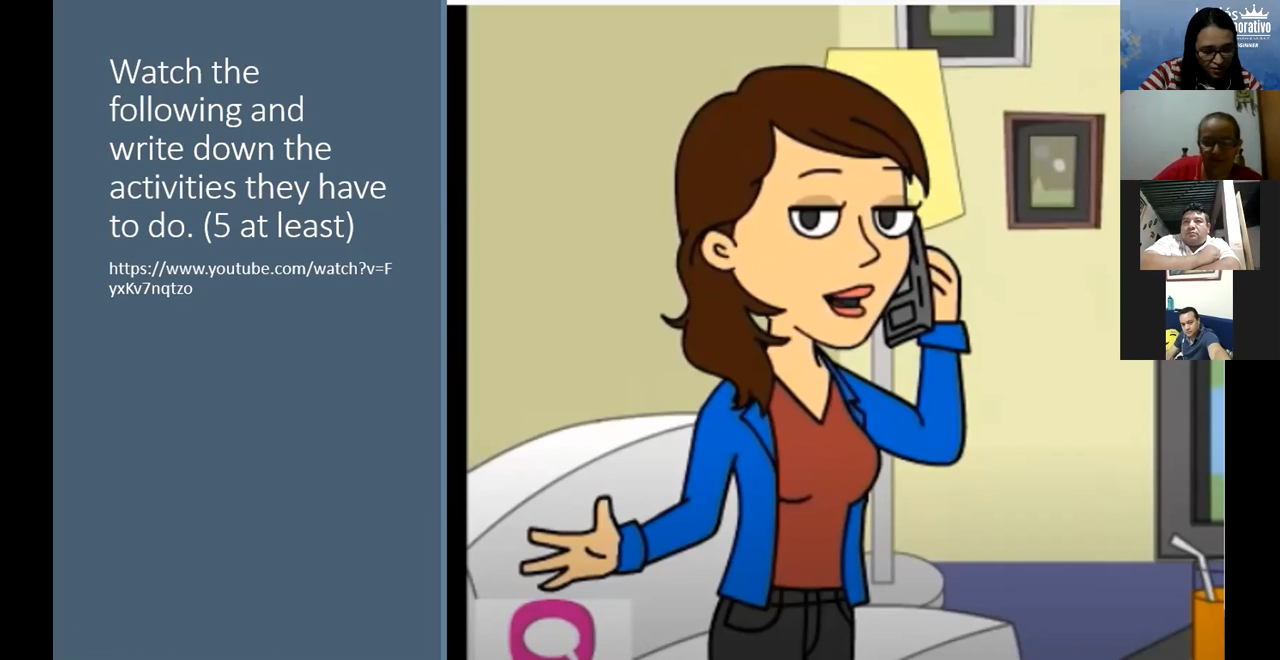 Watch the
following and
write down the
activities they have
to do. (5 at least)
https://www.youtube.com/watch?v=F
yxKv7nqtzo